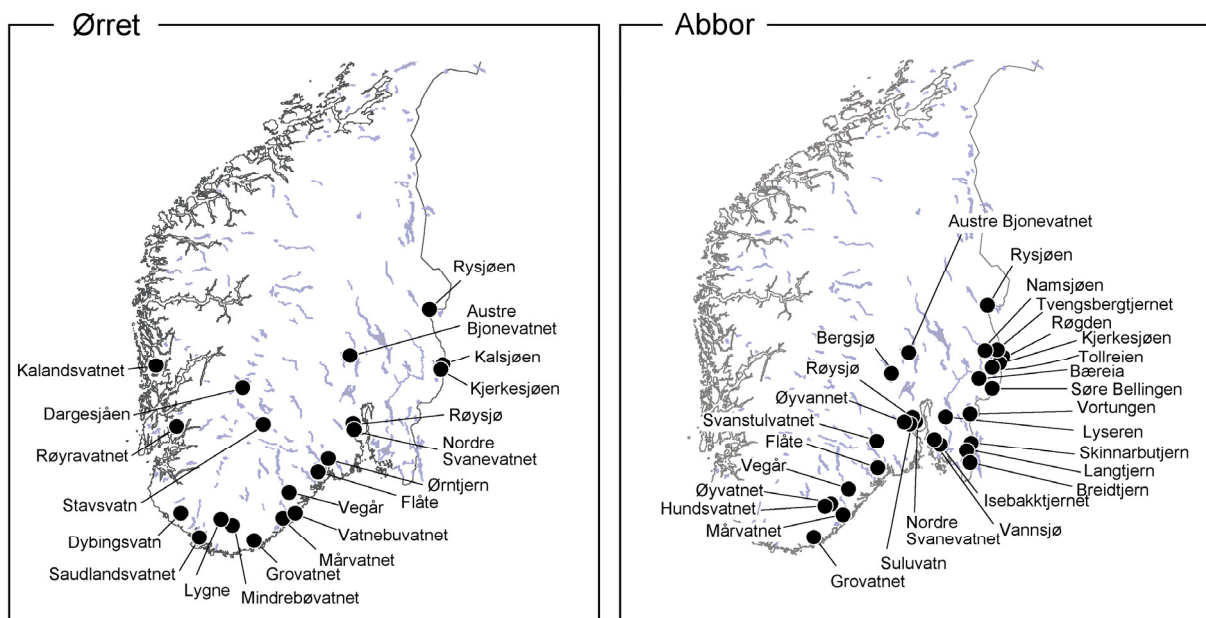 Ørret
Rysjøen
Austre
Bjonevatnet
Kalsjøen
Kjerkesjøen
Kalandsvatnet
Dargesjåen
Røysjø
Røyravatnet
Nordre
Svanevatnet
Ørntjern
Stavsvatn
Flåte
Vegår
Dybingsvatn
Vatnebuvatnet
Saudlandsvatnet
Mårvatnet
Lygne
Grovatnet
Mindrebøvatnet
Abbor
Austre Bjonevatnet
Rysjøen
Namsjøen
Tvengsbergtjernet
Røgden
Kjerkesjøen
Bergsjø
Tollreien
Røysjø
Bæreia
Søre Bellingen
Øyvannet
Vortungen
Svanstulvatnet
Lyseren
Flåte
Skinnarbutjern
Vegår
Langtjern
Breidtjern
Øyvatnet
Isebakktjernet
Hundsvatnet
Mårvatnet
Nordre
Svanevatnet
Vannsjø
Suluvatn
Grovatnet